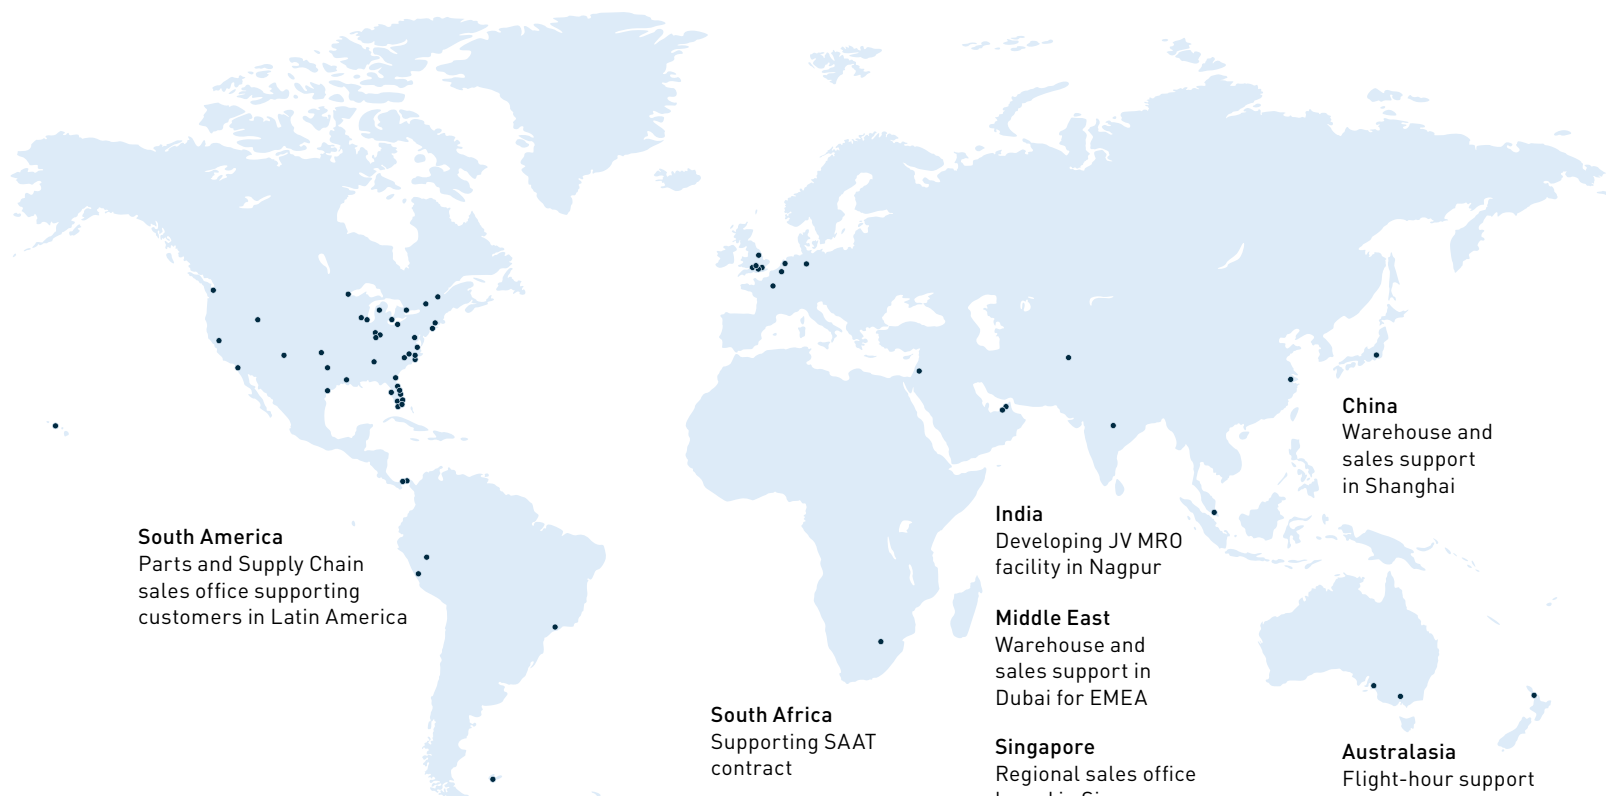 China
Warehouse and
sales support
in Shanghai
India
Developing JV MRO
facility in Nagpur
South America
Parts and Supply Chain
sales office supporting
customers in Latin America
Middle East
Warehouse and
sales support in
Dubai for EMEA
South Africa
Supporting SAAT
contract
Singapore
Regional sales office
Australasia
Flight-hour support